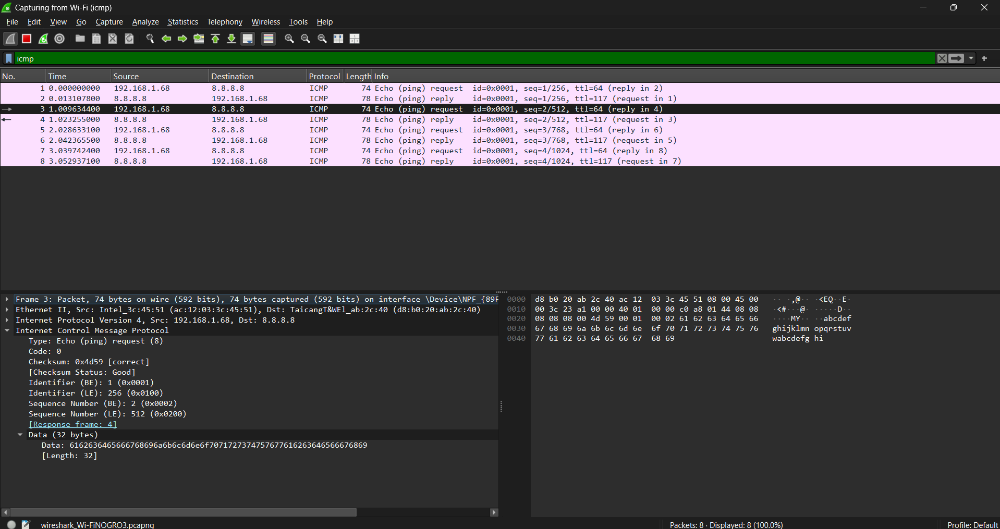 Capturing from Wi-Fi (icmp)
File Edit View Go Capture Analyze Statistics Telephony Wireless Tools Help
icmp
No. Time Source Destination Protocol Length Info
1 0.000000000 192.168.1.68 8.8.8.8 ICMP 74 Echo (ping) request id=0x0001, seq=1/256, ttl=64 (reply in 2)
2 0.013107800 8.8.8.8 192.168.1.68 ICMP 78 Echo (ping) reply id=0x0001, seq=1/256, ttl=117 (request in 1)
3 1.009634400 192.168.1.68 8.8.8.8 ICMP 74 Echo (ping) request id=0x0001, seq=2/512, ttl=64 (reply in 4)
4 1.023255000 8.8.8.8 192.168.1.68 ICMP 78 Echo (ping) reply id=0x0001, seq=2/512, ttl=117 (request in 3)
5 2.028633100 192.168.1.68 8.8.8.8 ICMP 74 Echo (ping) request id=0x0001, seq=3/768, ttl=64 (reply in 6)
6 2.042365500 8.8.8.8 192.168.1.68 ICMP 78 Echo (ping) reply id=0x0001, seq=3/768, ttl=117 (request in 5)
7 3.039742400 192.168.1.68 8.8.8.8 ICMP 74 Echo (ping) request id=0x0001, seq=4/1024, ttl=64 (reply in 8)
8 3.052937100 8.8.8.8 192.168.1.68 ICMP 78 Echo (ping) reply id=0x0001, seq=4/1024, ttl=117 (request in 7)
Frame 3: Packet, 74 bytes on wire (592 bits), 74 bytes captured (592 bits) on interface \Device\NPF_{89F
Ethernet II, Src: Intel_3c:45:51 (ac:12:03:3c:45:51), Dst: TaicangT&WEl_ab:2c:40 (d8:b0:20:ab:2c:40)
Internet Protocol Version 4, Src: 192.168.1.68, Dst: 8.8.8.8
Internet Control Message Protocol
Type: Echo (ping) request (8)
Code: 0
Checksum: 0x4d59 [correct]
[Checksum Status: Good]
Identifier (BE): 1 (0x0001)
Identifier (LE): 256 (0x0100)
Sequence Number (BE): 2 (0x0002)
Sequence Number (LE): 512 (0x0200)
[Response frame: 4]
Data (32 bytes)
Data: 6162636465666768696a6b6c6d6e6f7071727374757677616263646566676869
[Length: 32]
0000 d8 b0 20 ab 2c 40 ac 12 03 3c 45 51 08 00 45 00 ·· ·,@·· ·<EQ··E·
0010 00 3c 23 a1 00 00 40 01 00 00 c0 a8 01 44 08 08 ·<#···@· ·····D··
0020 08 08 08 00 4d 59 00 01 00 02 61 62 63 64 65 66 ····MY·· ··abcdef
0030 67 68 69 6a 6b 6c 6d 6e 6f 70 71 72 73 74 75 76 ghijklmn opqrstuv
0040 77 61 62 63 64 65 66 67 68 69 wabcdefg hi
wireshark_Wi-FiNOGRO3.pcapng
Packets: 8 · Displayed: 8 (100.0%)
Profile: Default